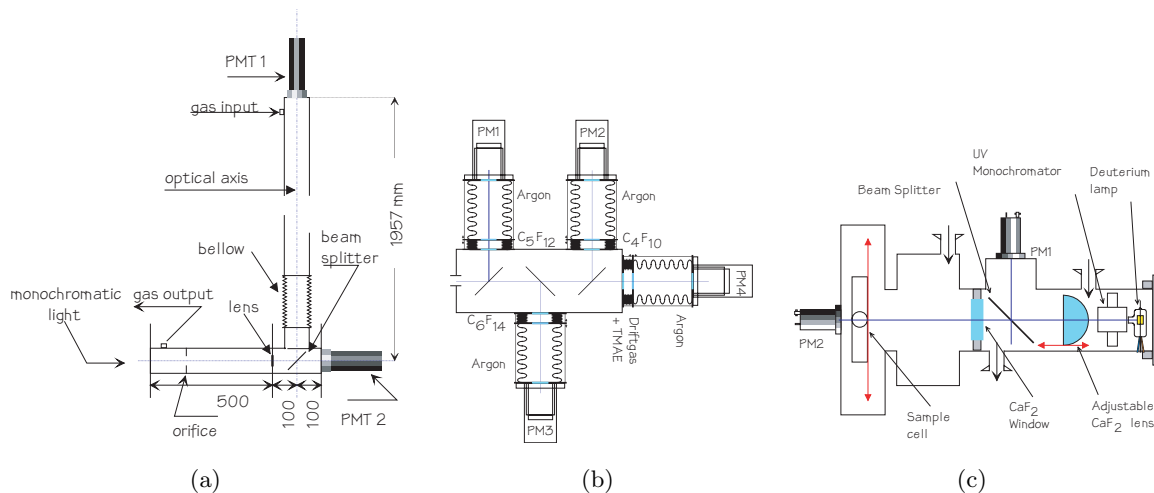 PMT 1
gas input
optical axis
1957 mm
bellow
beam
splitter
monochromatic
light
gas output
lens
500
100
100
orifice
PMT 2
(a)
PM1
PM2
Argon
Argon
C5F12
C4F10
PM4
C6F14
Driftgas
+ TMAE
Argon
Argon
PM3
(b)
UV
Monochromator
Deuterium
lamp
Beam Splitter
PM1
PM2
Sample
cell
CaF2
Window
Adjustable
CaF2 lens
(c)